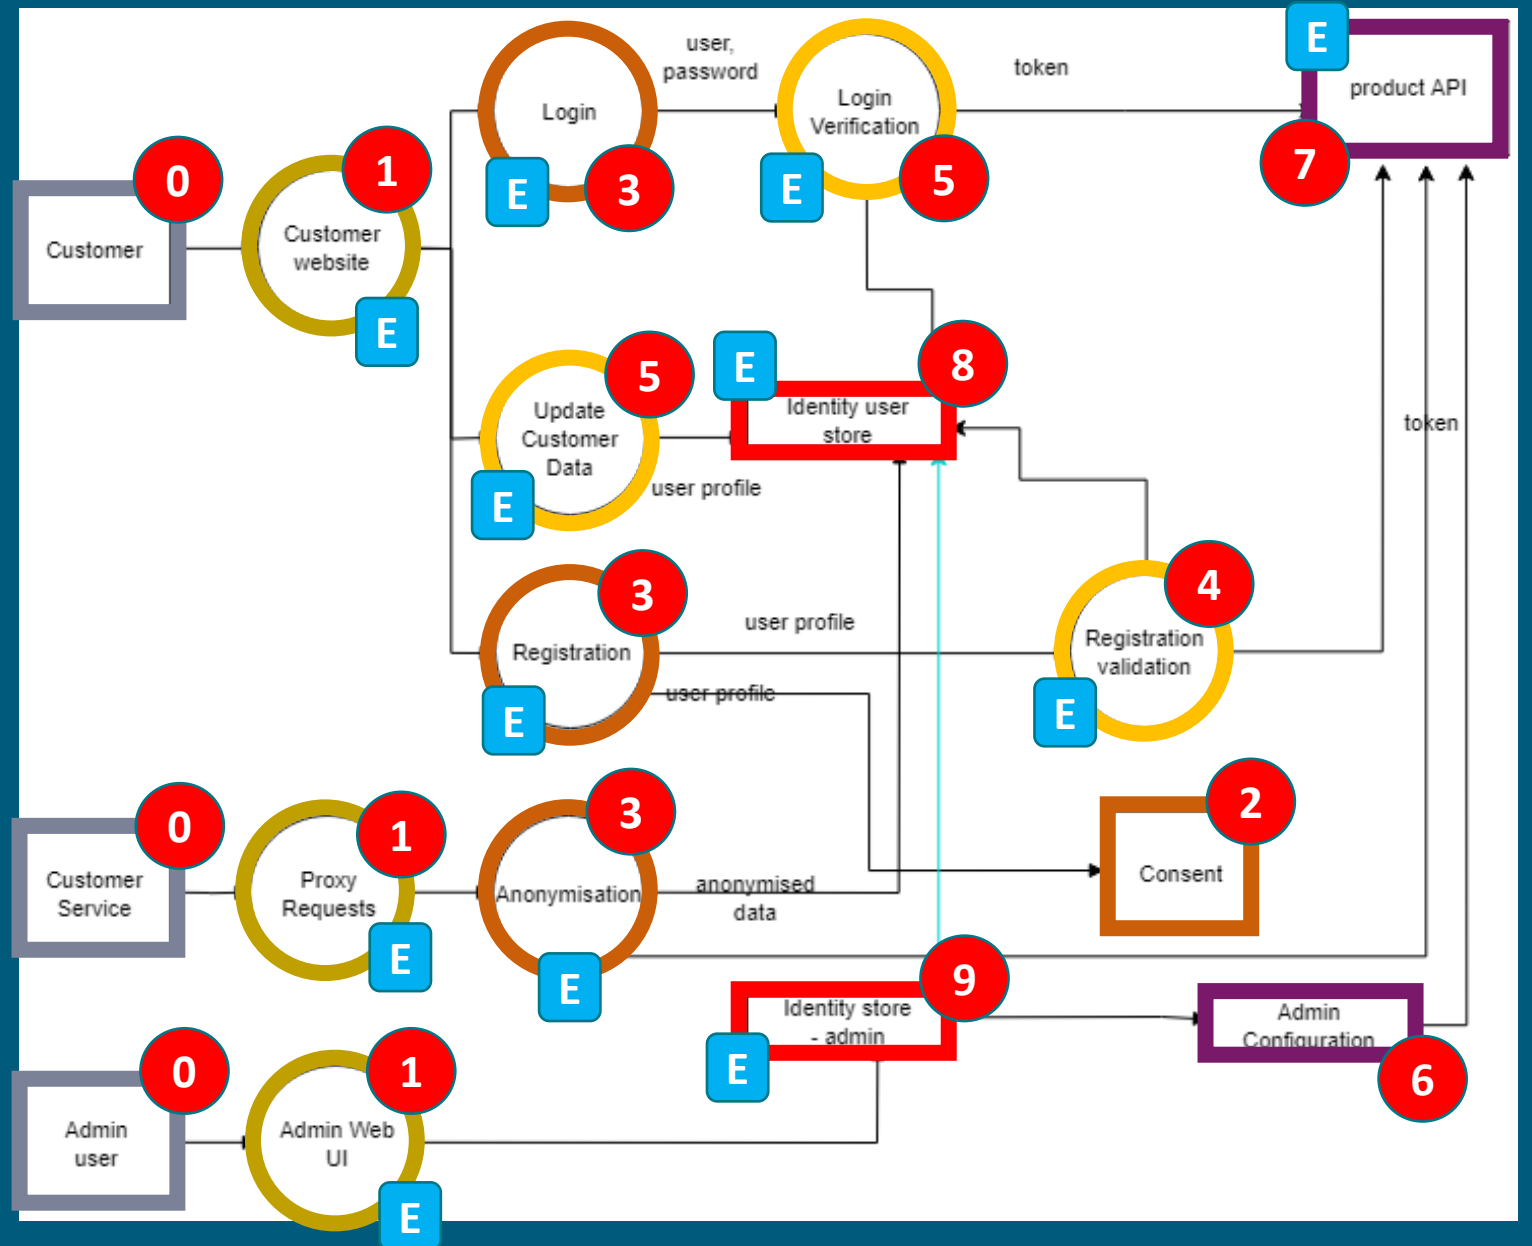 E
user,
password
token
product API
Login
Login
Verification
0
1
E
3
E
5
7
Customer
Customer
website
E
E
5
8
Update
Customer
Data
Identity user
store
token
E
user profile
3
4
user profile
Registration
Registration
validation
user profile
E
E
0
1
3
2
Customer
Service
Proxy
Requests
Anonymisation
anonymised
data
Consent
E
E
9
Identity store
- admin
Admin
Configuration
0
1
E
6
Admin
user
Admin Web
UI
E